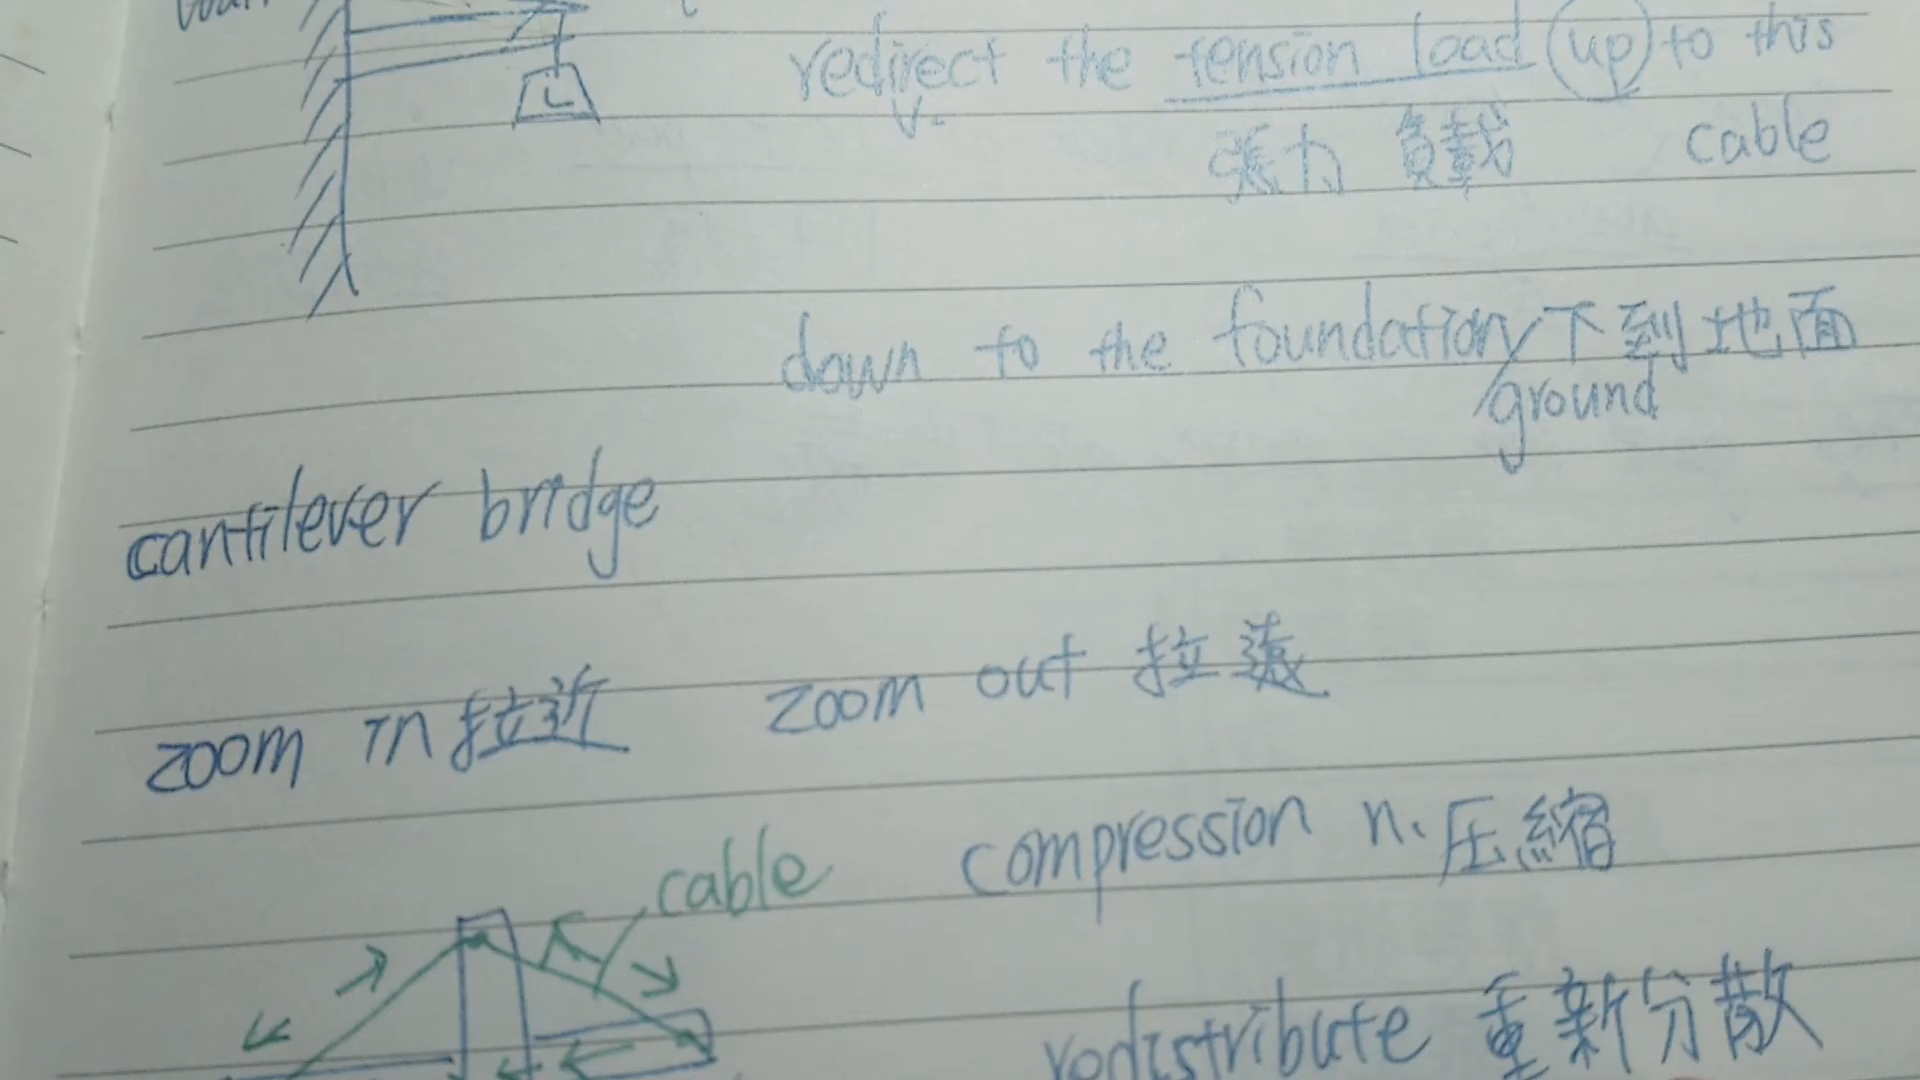 L
redirect the tension load up to this
v.
張力 負載 cable
down to the foundation/下到地面
ground
cantilever bridge
zoom in 拉近 zoom out 拉遠
cable
compression n. 压縮
redistribute 重新分散